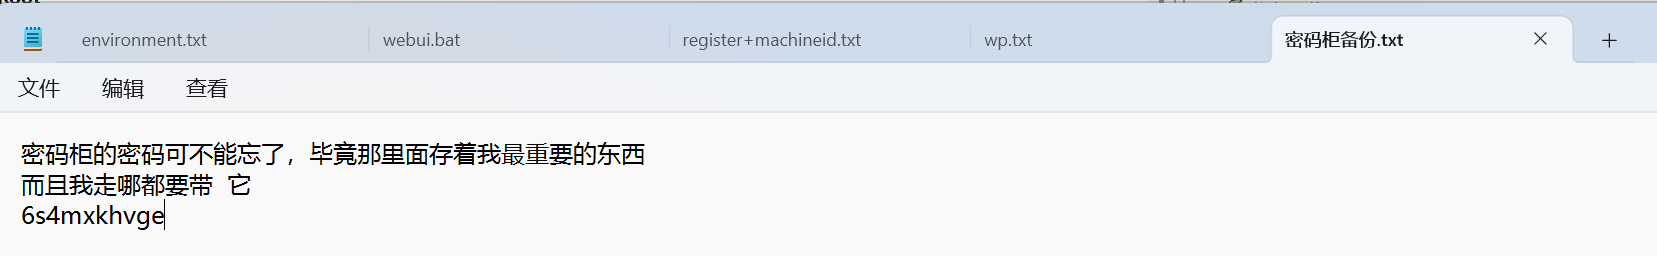 environment.txt
webui.bat
register+machineid.txt
wp.txt
密码柜备份.txt
文件
编辑
查看
密码柜的密码可不能忘了，毕竟那里面存着我最重要的东西
而且我走哪都要带  它
6s4mxkhvge